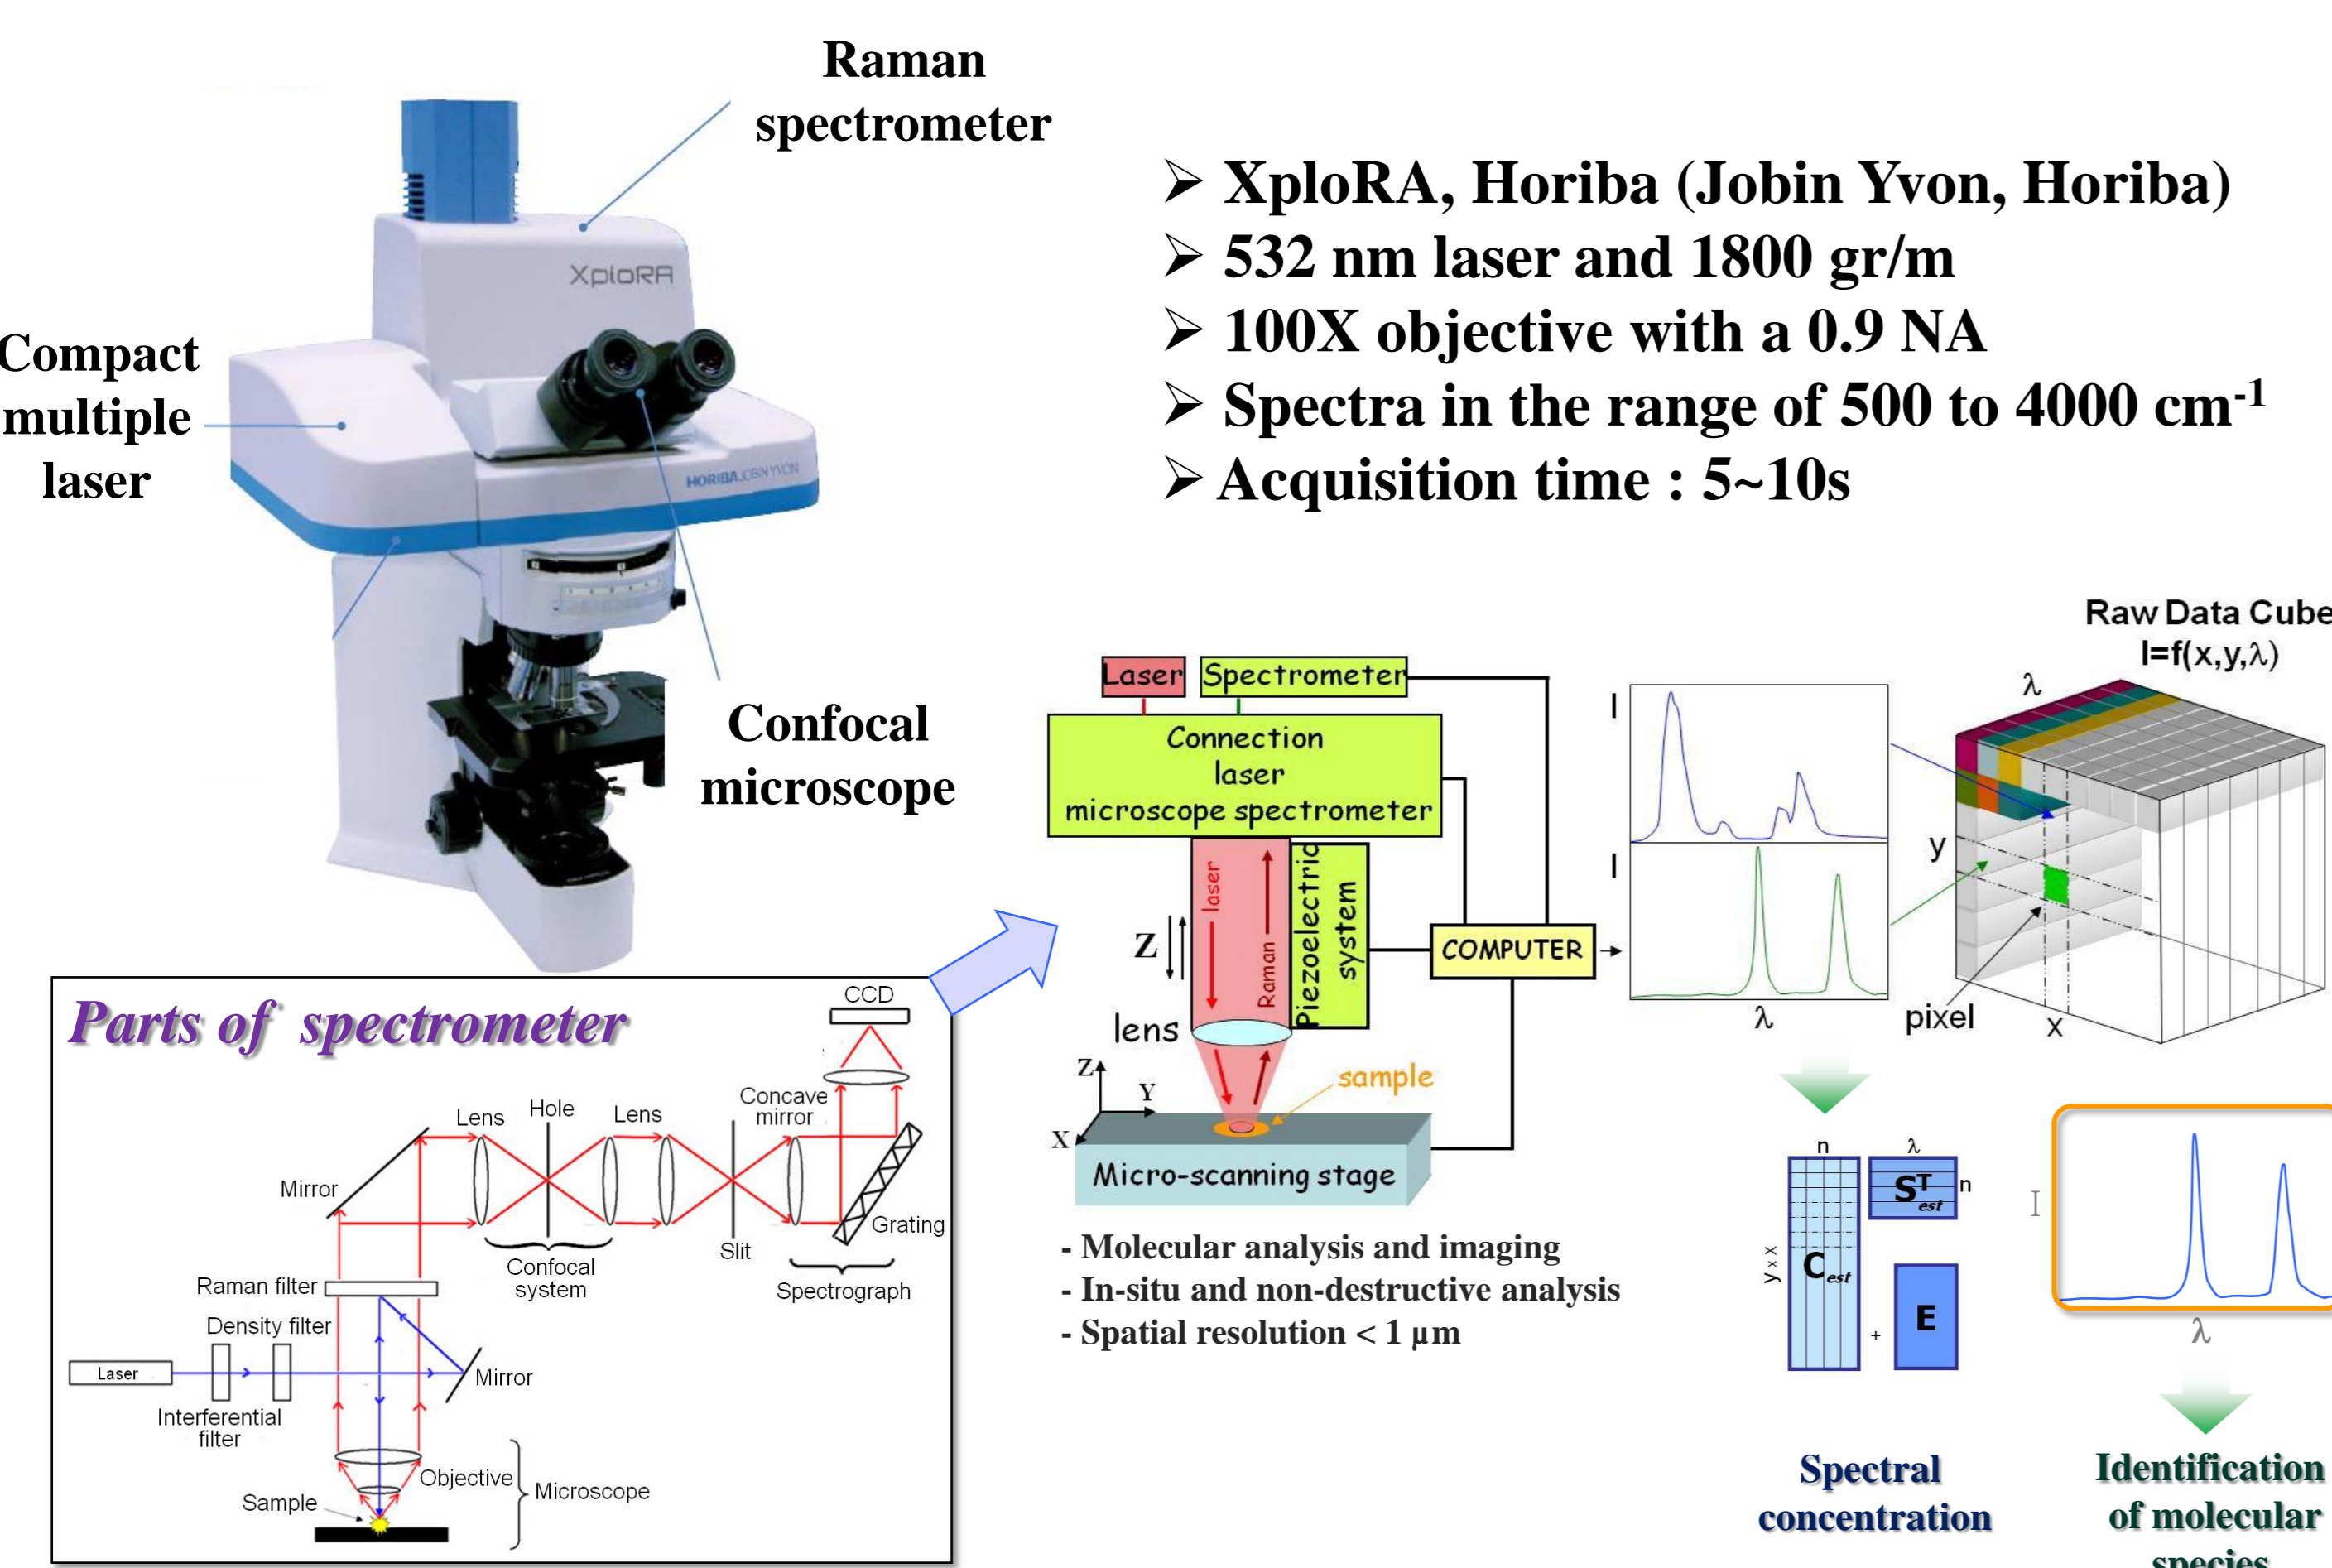 Raman
spectrometer
XploRA
Compact
multiple
laser
HORIBA JOBIN YVON
Confocal
microscope
➢ XploRA, Horiba (Jobin Yvon, Horiba)
➢ 532 nm laser and 1800 gr/m
➢ 100X objective with a 0.9 NA
➢ Spectra in the range of 500 to 4000 cm-1
➢ Acquisition time : 5~10s
Parts of spectrometer
CCD
Concave
mirror
Lens
Hole
Lens
Mirror
Grating
Slit
Confocal
system
Spectrograph
Raman filter
Density filter
Laser
Mirror
Interferential
filter
Objective
Microscope
Sample
Laser
Spectrometer
Connection
laser
microscope spectrometer
laser
Raman
Piezoelectric
system
Z
lens
COMPUTER
Z
Y
X
sample
Micro-scanning stage
- Molecular analysis and imaging
- In-situ and non-destructive analysis
- Spatial resolution < 1 µm
I
I
λ
Raw Data Cube
I=f(x,y,λ)
λ
y
pixel
x
n
λ
n
y x x
Cest
STest
+
E
I
λ
Spectral
concentration
Identification
of molecular
species